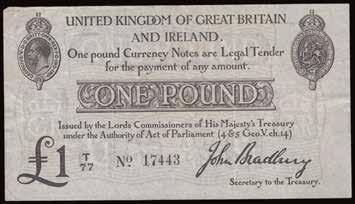 UNITED KINGDOM OF GREAT BRITAIN
AND IRELAND.
One pound Currency Notes are Legal Tender
for the payment of any amount.
ONE POUND
Issued by the Lords Commissioners of His Majesty's Treasury
under the Authority of Act of Parliament (4 & 5 Geo.V.ch.14)
£1 T/77 No. 17443 John Bradbury
Secretary to the Treasury.